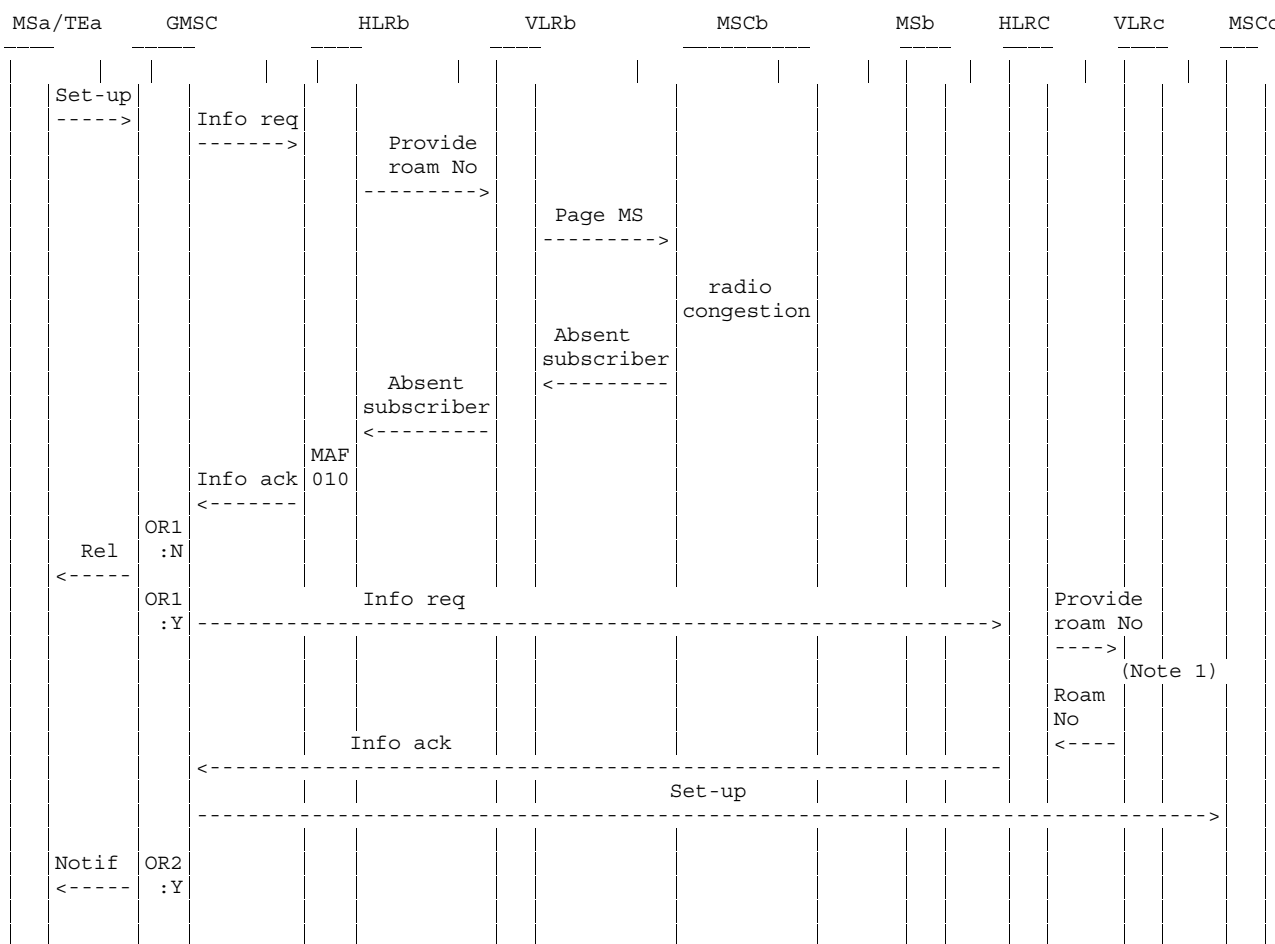 MSa/TEa GMSC HLRb VLRb MSCb MSb HLRC VLRc MSCc
Set-up
-----> Info req
-------> Provide
roam No
--------->
Page MS
--------->
radio
congestion
Absent
subscriber
Absent <---------
subscriber
<---------
MAF
Info ack 010
<-------
OR1
Rel :N
<-----
OR1 Info req Provide
:Y --------------------------------------------------------------> roam No
---->
(Note 1)
Roam
No
Info ack <----
<--------------------------------------------------------------
Set-up
------------------------------------------------------------------------------->
Notif OR2
<----- :Y